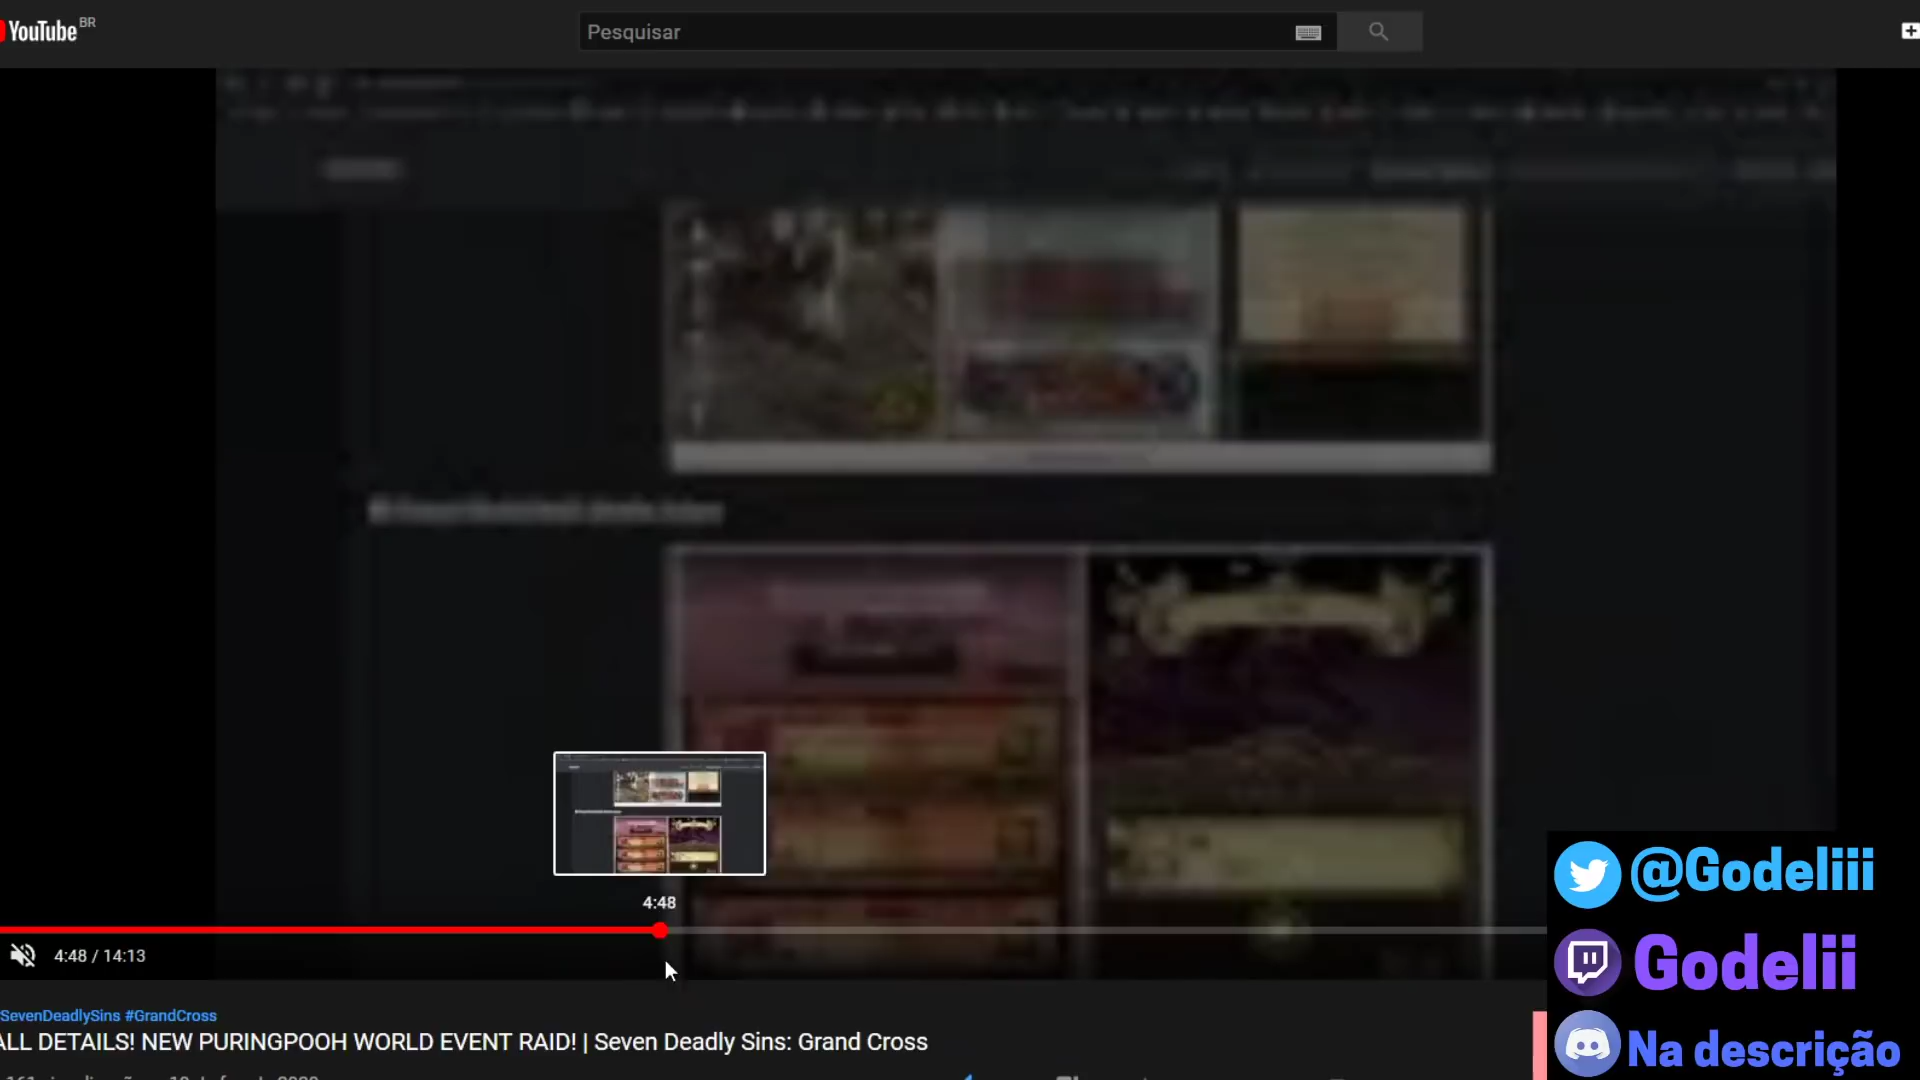 YouTube BR
Pesquisar
4:48
4:48 / 14:13
SevenDeadlySins #GrandCross
ALL DETAILS! NEW PURINGPOOH WORLD EVENT RAID! | Seven Deadly Sins: Grand Cross
@Godeliii
Godelii
Na descrição